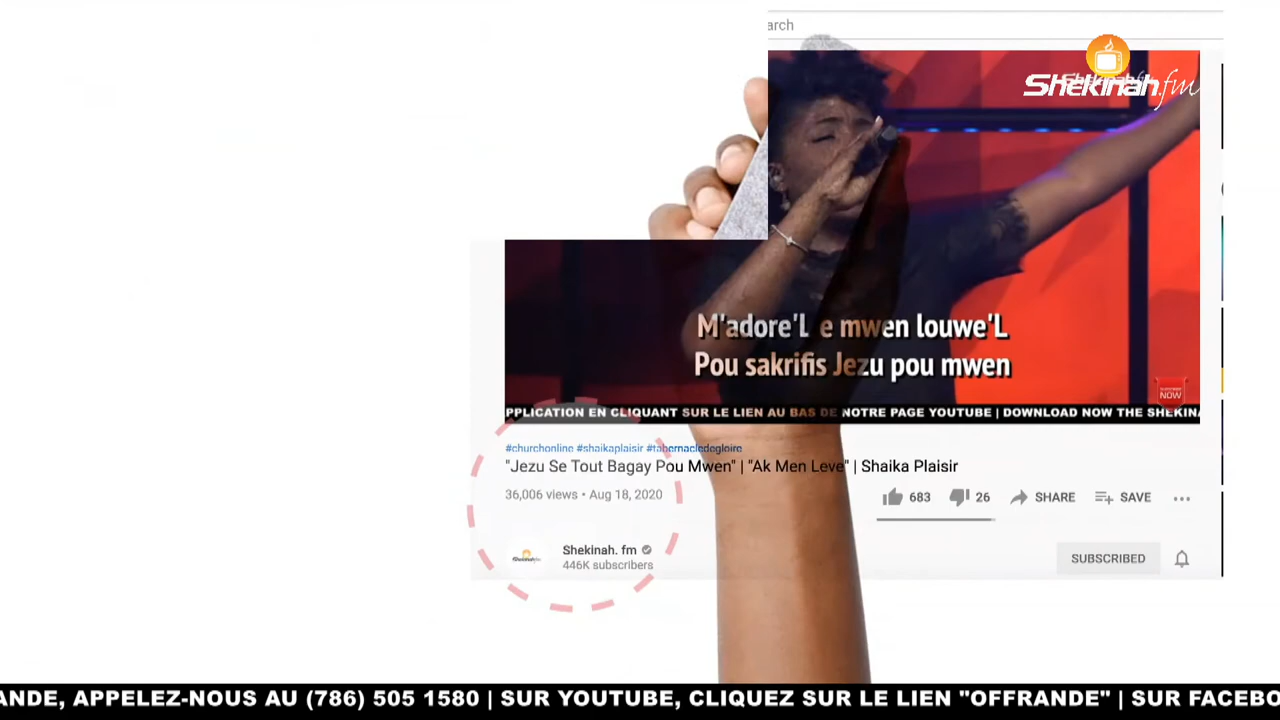 arch
Shekinah.fm
M'adore'L e mwen louwe'L
Pou sakrifis Jezu pou mwen
NOW
PPLICATION EN CLIQUANT SUR LE LIEN AU BAS DE NOTRE PAGE YOUTUBE | DOWNLOAD NOW THE SHEKINA
#churchonline #shaikaplaisir #tabernacledegloire
"Jezu Se Tout Bagay Pou Mwen" | "Ak Men Leve" | Shaika Plaisir
36,006 views • Aug 18, 2020
683 26 SHARE SAVE
Shekinah. fm
446K subscribers
SUBSCRIBED
ANDE, APPELEZ-NOUS AU (786) 505 1580 | SUR YOUTUBE, CLIQUEZ SUR LE LIEN "OFFRANDE" | SUR FACEBO